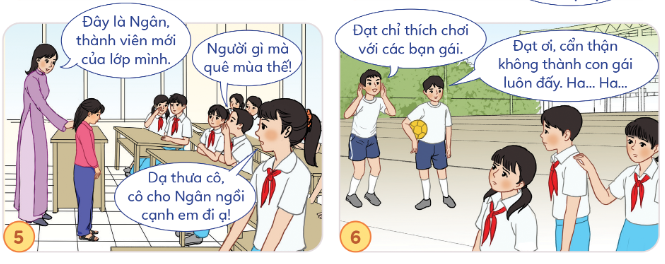 Đây là Ngân,
thành viên mới
của lớp mình.
Người gì mà
quê mùa thế!
Dạ thưa cô,
cô cho Ngân ngồi
cạnh em đi ạ!
5
Đạt chỉ thích chơi
với các bạn gái.
Đạt ơi, cẩn thận
không thành con gái
luôn đấy. Ha... Ha...
6